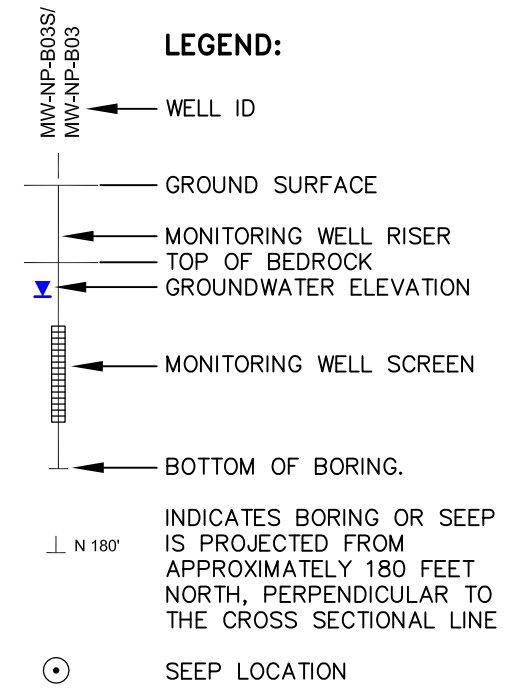 MW-NP-B03S/
MW-NP-B03
LEGEND:
WELL ID
GROUND SURFACE
MONITORING WELL RISER
TOP OF BEDROCK
GROUNDWATER ELEVATION
MONITORING WELL SCREEN
BOTTOM OF BORING.
N 180'
INDICATES BORING OR SEEP
IS PROJECTED FROM
APPROXIMATELY 180 FEET
NORTH, PERPENDICULAR TO
THE CROSS SECTIONAL LINE
SEEP LOCATION